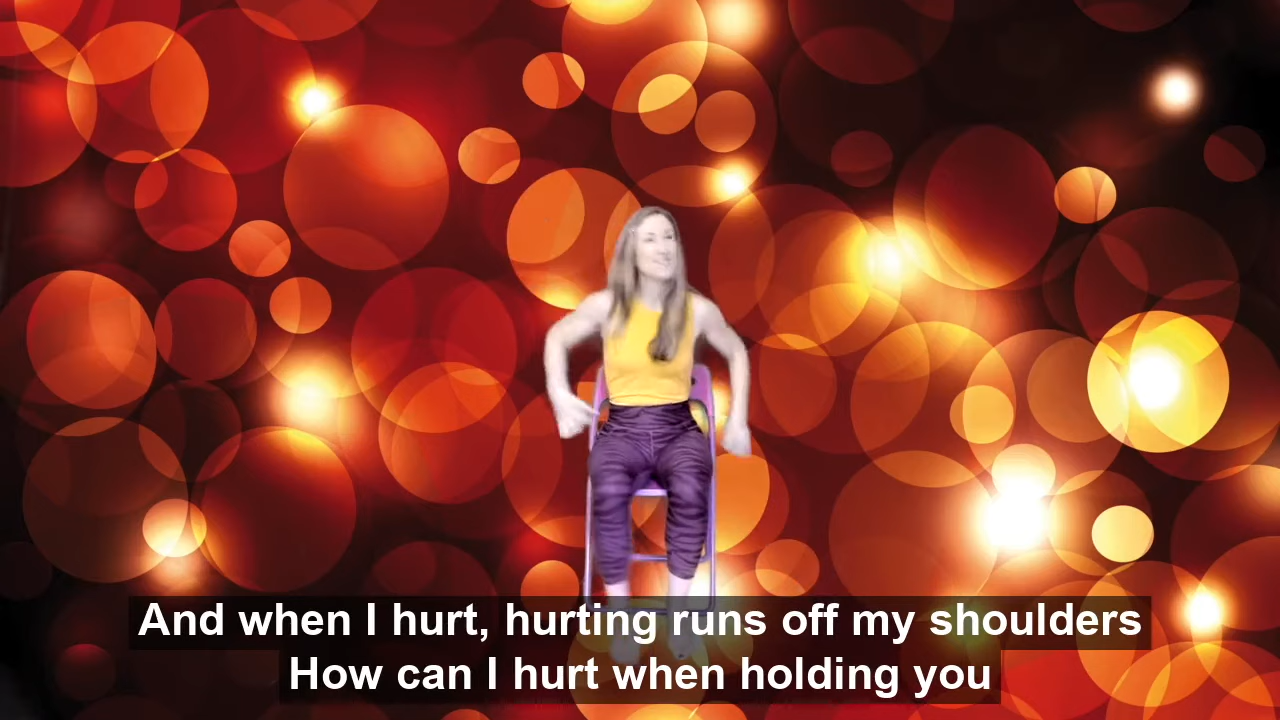 And when I hurt, hurting runs off my shoulders
How can I hurt when holding you